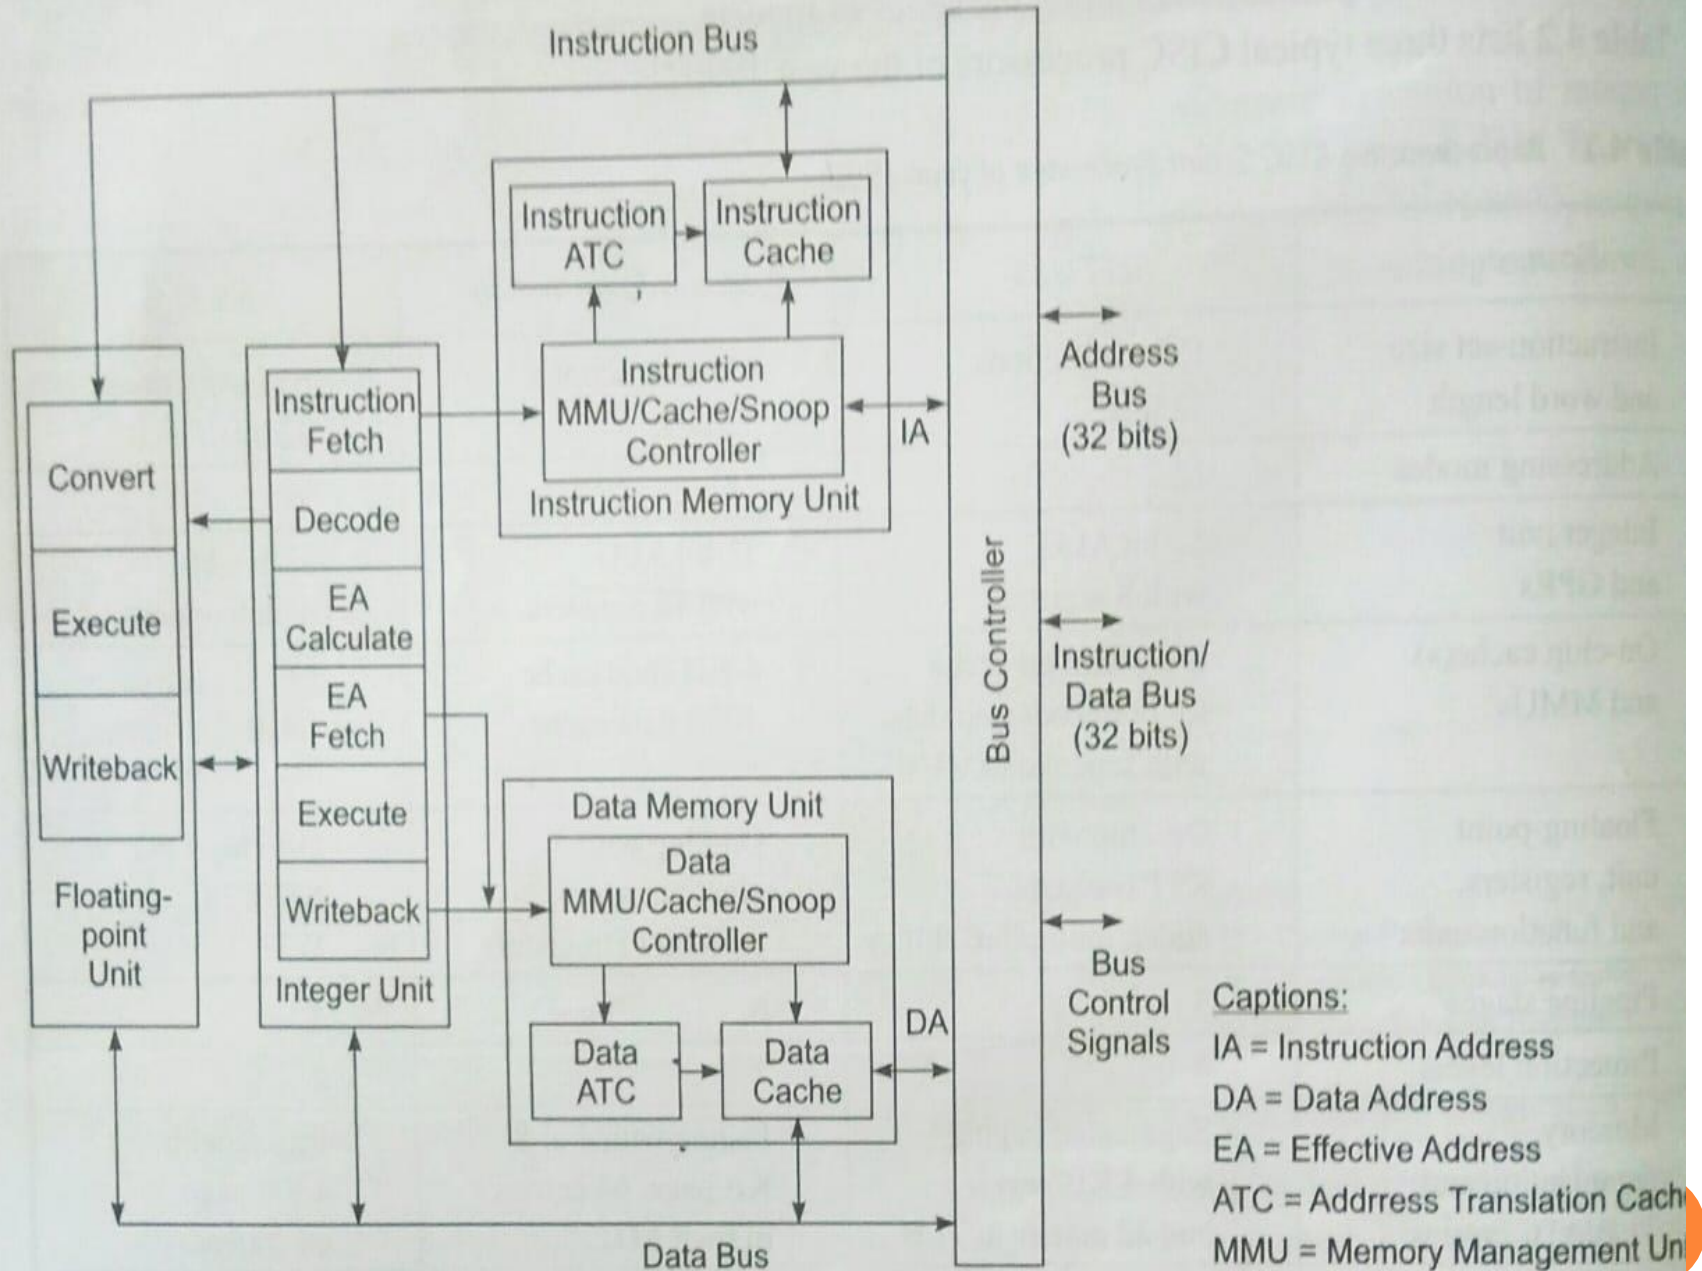 Instruction Bus
Instruction
ATC
Instruction
Cache
Instruction
MMU/Cache/Snoop
Controller
Instruction Memory Unit
IA
Convert
Execute
Writeback
Floating-
point
Unit
Instruction
Fetch
Decode
EA
Calculate
EA
Fetch
Execute
Writeback
Integer Unit
Data Memory Unit
Data
MMU/Cache/Snoop
Controller
Data
ATC
Data
Cache
DA
Data Bus
Bus Controller
Address
Bus
(32 bits)
Instruction/
Data Bus
(32 bits)
Bus
Control
Signals
Captions:
IA = Instruction Address
DA = Data Address
EA = Effective Address
ATC = Addrress Translation Cach
MMU = Memory Management Uni